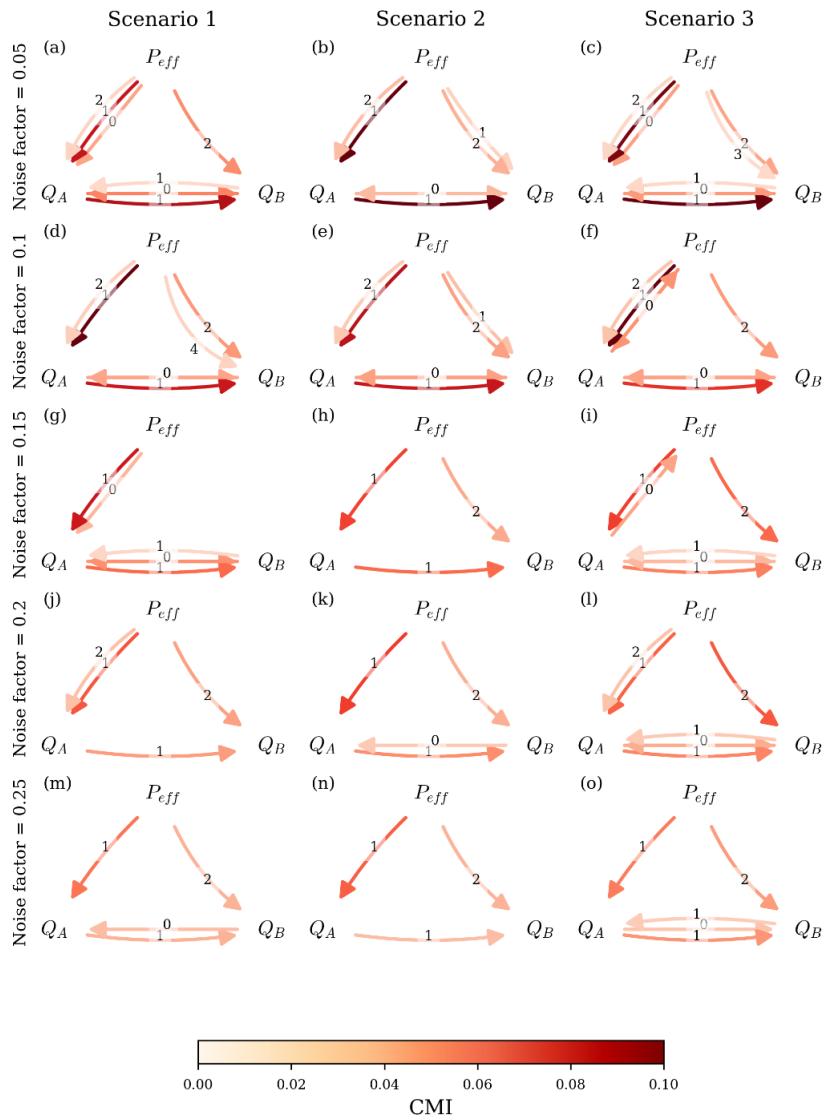 Scenario 1 Scenario 2 Scenario 3
Noise factor = 0.05
(a) P_eff (b) P_eff (c) P_eff
2 1 0 2 2 1 1 2 2 1 0 2 3
Q_A 1 0 1 Q_B Q_A 0 1 Q_B Q_A 1 0 1 Q_B
Noise factor = 0.1
(d) P_eff (e) P_eff (f) P_eff
2 1 2 4 2 1 1 2 2 1 0 2
Q_A 0 1 Q_B Q_A 0 1 Q_B Q_A 0 1 Q_B
Noise factor = 0.15
(g) P_eff (h) P_eff (i) P_eff
1 0 1 2 1 0 2
Q_A 1 0 1 Q_B Q_A 1 Q_B Q_A 1 0 1 Q_B
Noise factor = 0.2
(j) P_eff (k) P_eff (l) P_eff
2 1 2 1 2 2 1 2
Q_A 1 Q_B Q_A 0 1 Q_B Q_A 1 0 1 Q_B
Noise factor = 0.25
(m) P_eff (n) P_eff (o) P_eff
1 2 1 2 1 2
Q_A 0 1 Q_B Q_A 1 Q_B Q_A 1 0 1 Q_B
0.00 0.02 0.04 0.06 0.08 0.10
CMI